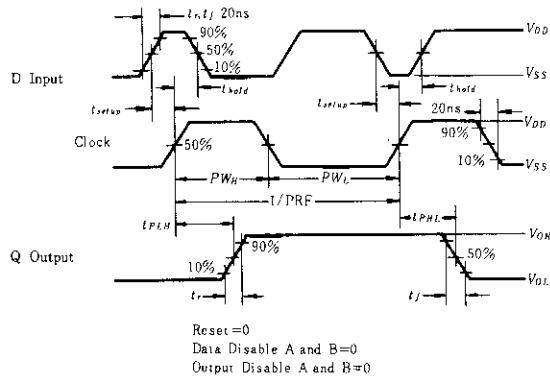 tr,tf 20ns
90%
50%
10%
VDD
VSS
D Input
thold
tsetup
tsetup
thold
20ns
VDD
90%
10%
VSS
Clock
50%
PWH
PWL
1/PRF
tPLH
tPHL
VOH
90%
50%
10%
VOL
Q Output
tr
tf
Reset=0
Data Disable A and B=0
Output Disable A and B=0